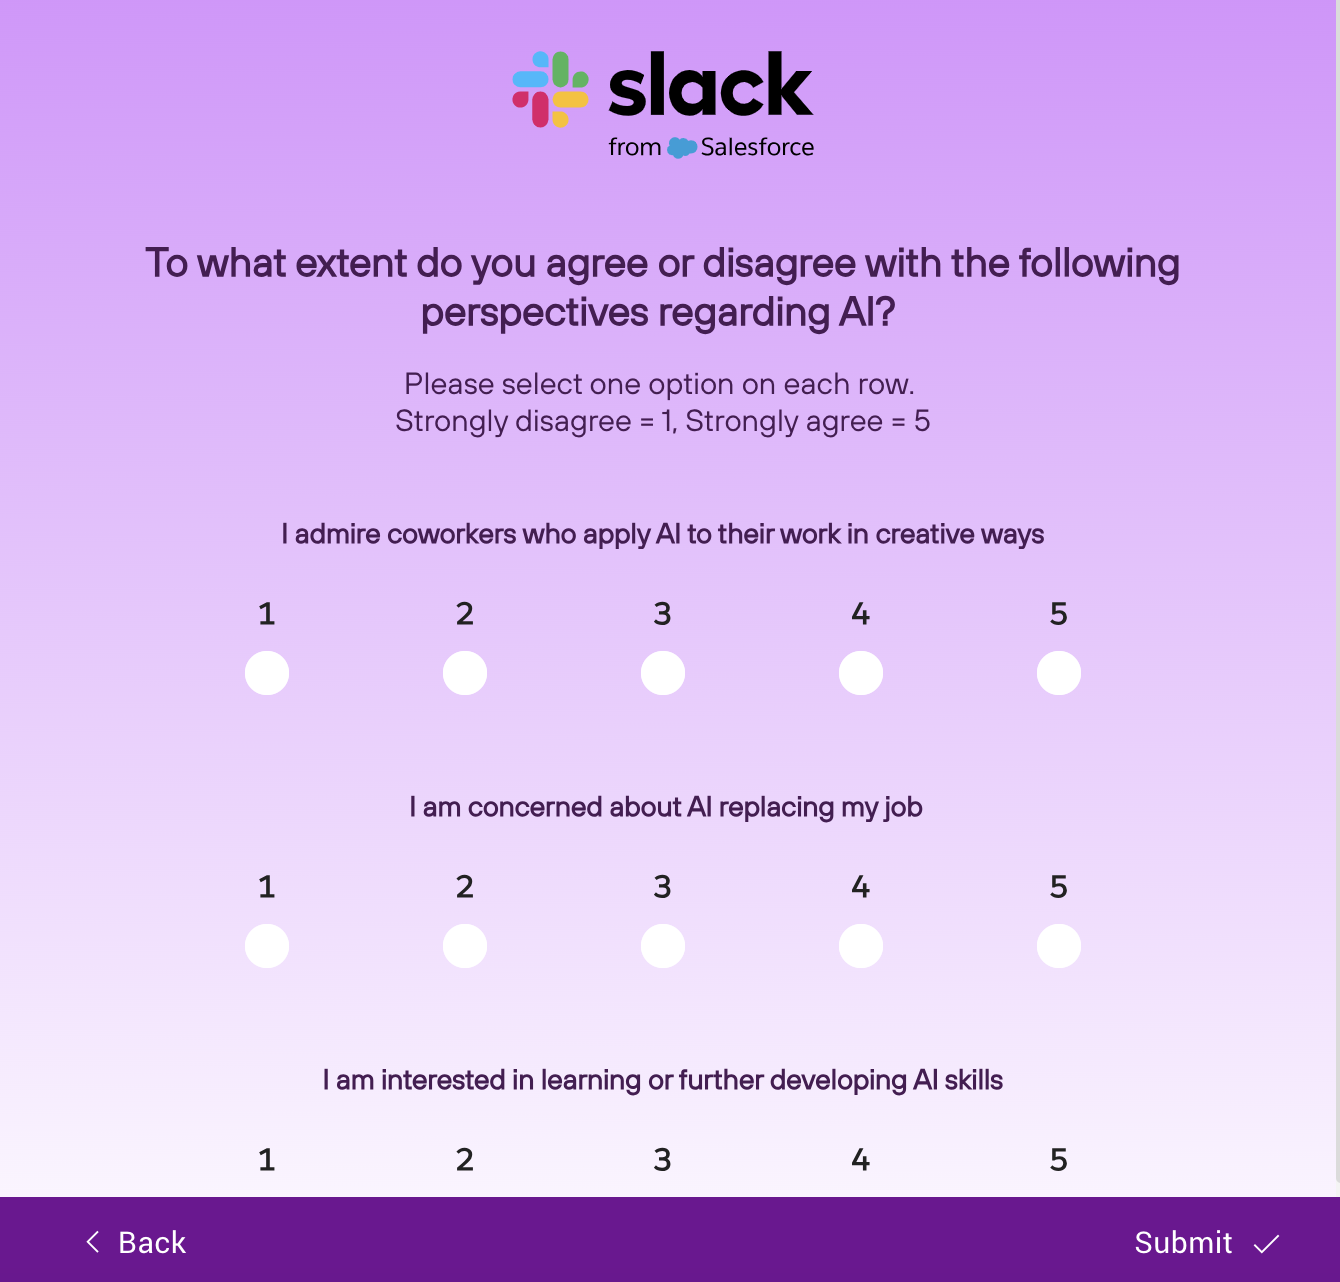 slack
from Salesforce
To what extent do you agree or disagree with the following
perspectives regarding AI?
Please select one option on each row.
Strongly disagree = 1, Strongly agree = 5
I admire coworkers who apply AI to their work in creative ways
1 2 3 4 5
I am concerned about AI replacing my job
1 2 3 4 5
I am interested in learning or further developing AI skills
1 2 3 4 5
Back Submit